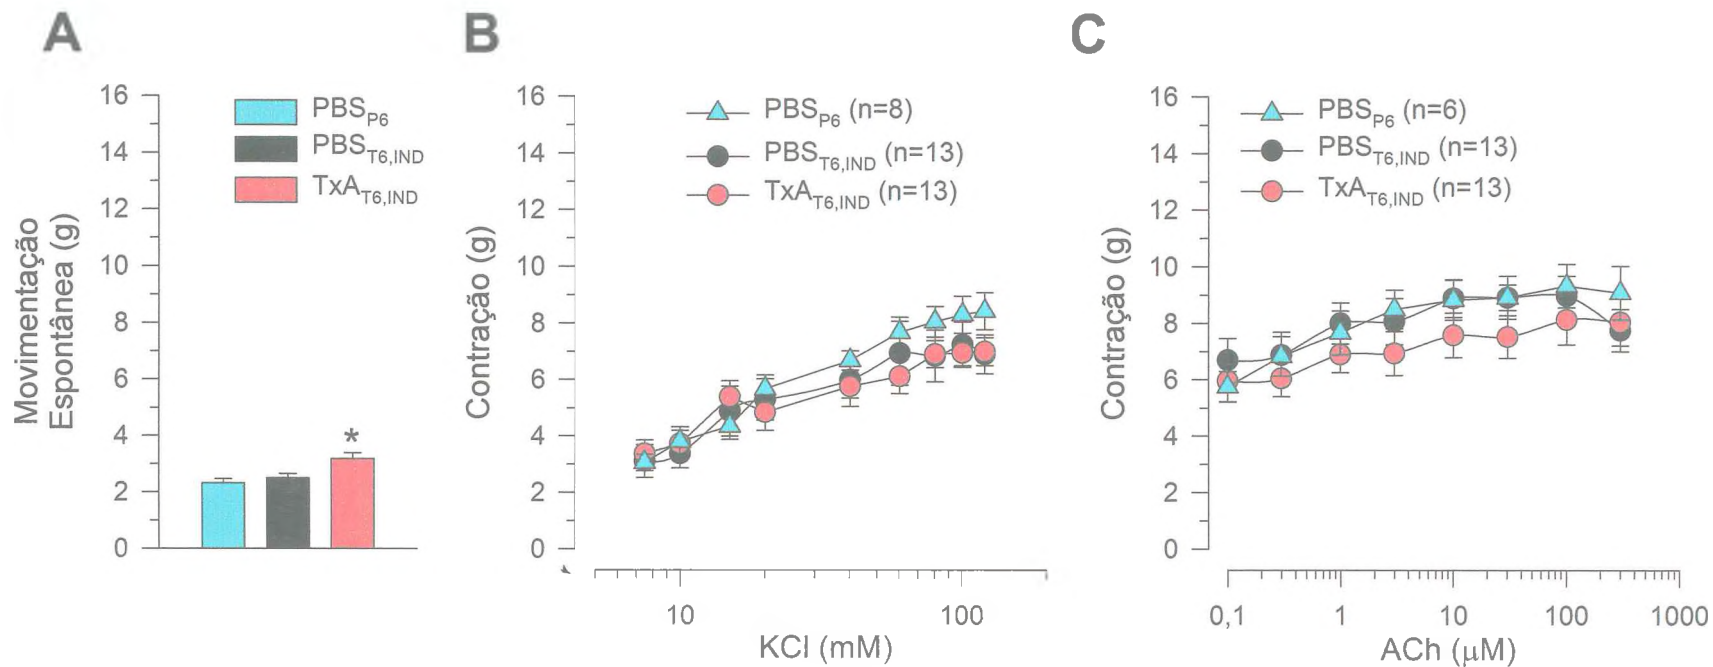 A
Movimentação
Espontânea (g)
16
14
12
10
8
6
4
2
0
PBSP6
PBST6,IND
TxAT6,IND
*
B
Contração (g)
16
14
12
10
8
6
4
2
0
PBSP6 (n=8)
PBST6,IND (n=13)
TxAT6,IND (n=13)
10
100
KCl (mM)
C
Contração (g)
16
14
12
10
8
6
4
2
0
PBSP6 (n=6)
PBST6,IND (n=13)
TxAT6,IND (n=13)
0,1
1
10
100
1000
ACh (μM)